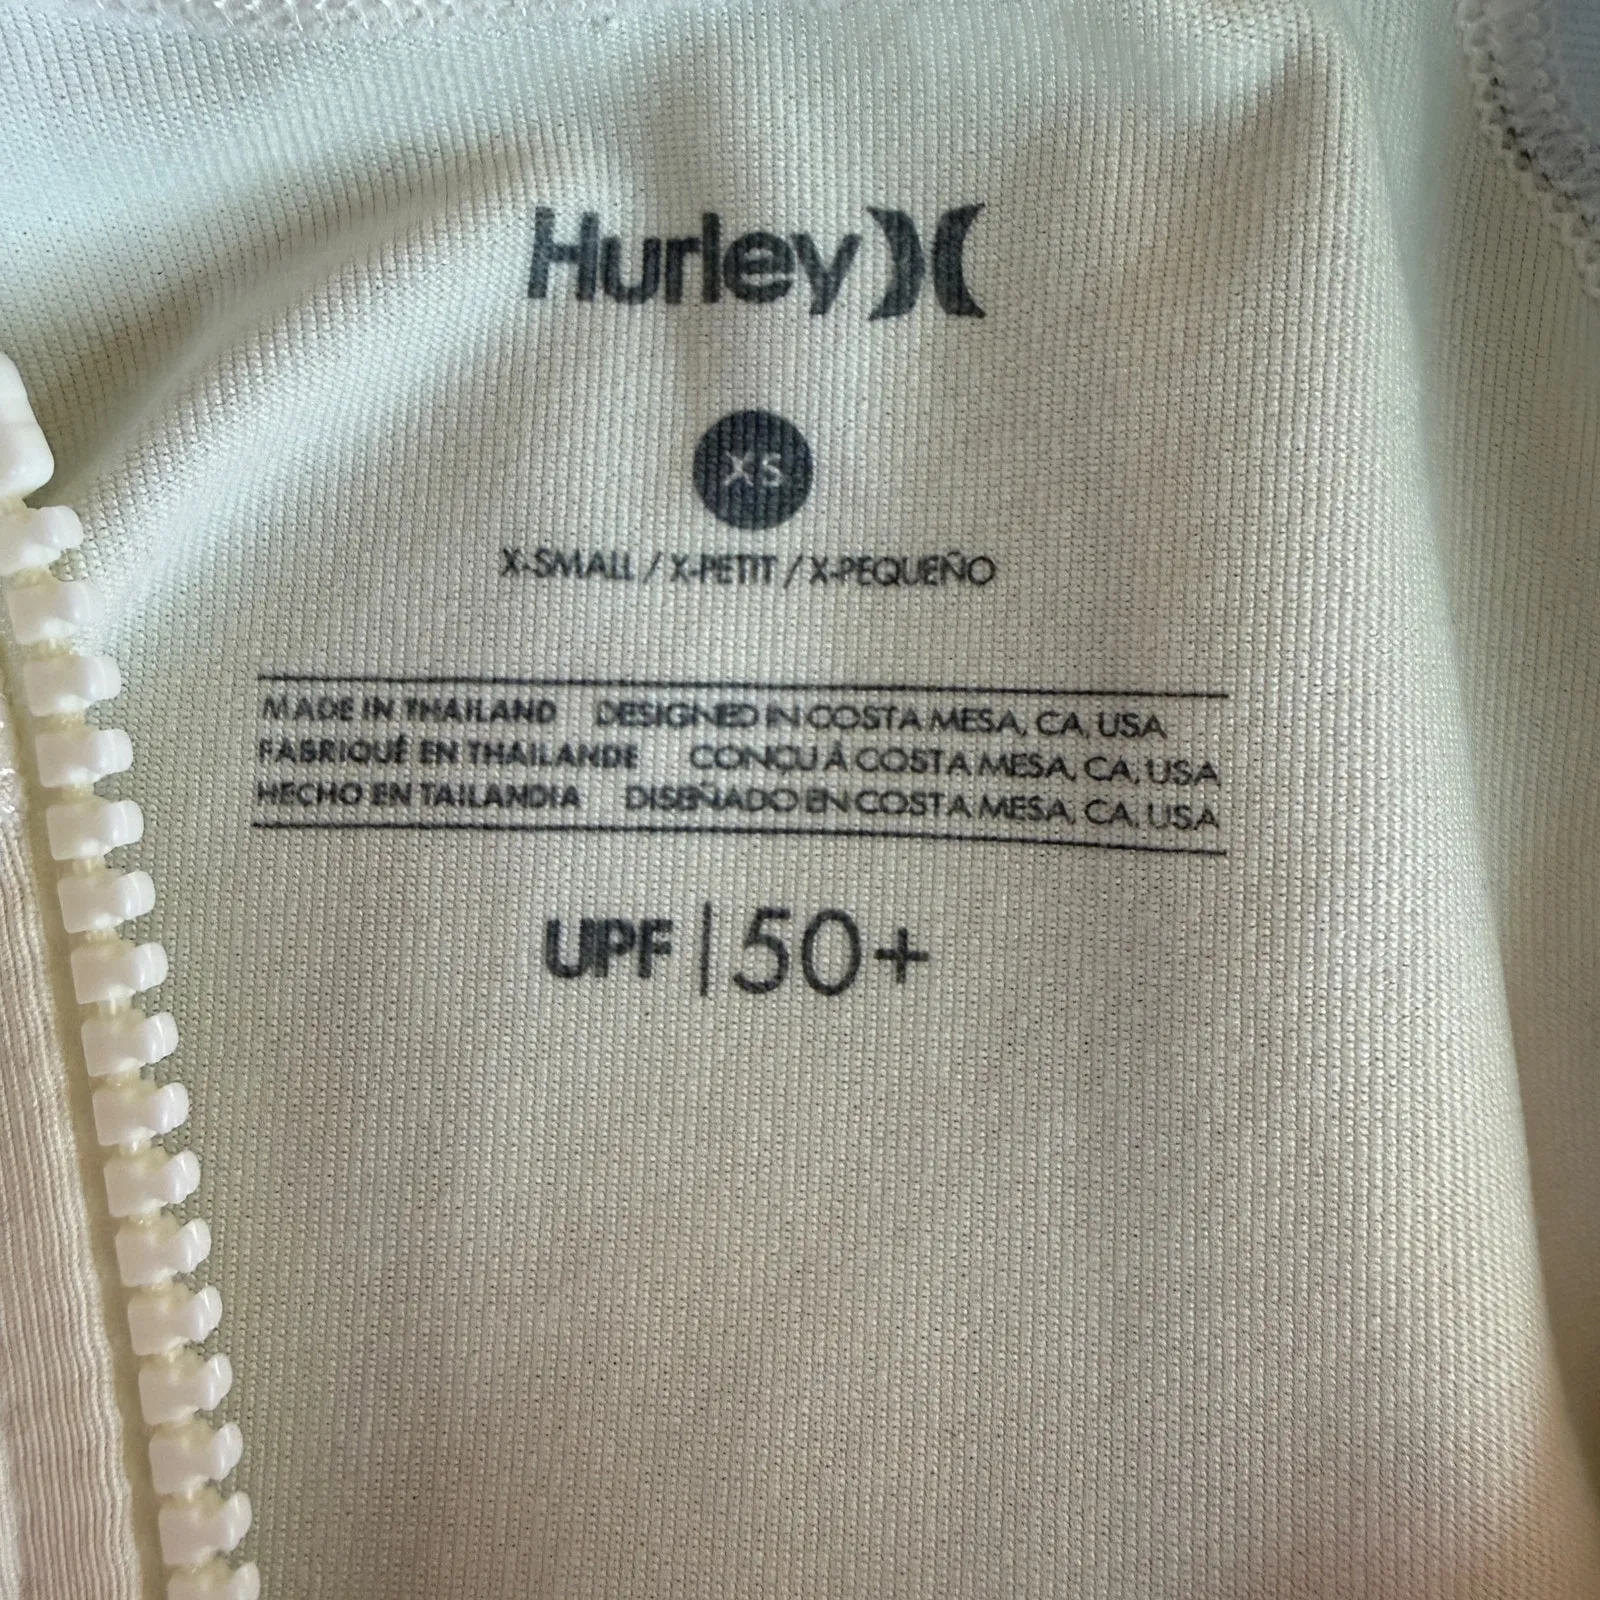 Hurley
XS
X-SMALL / X-PETIT / X-PEQUEÑO
MADE IN THAILAND DESIGNED IN COSTA MESA, CA, USA
FABRIQUÉ EN THAILANDE CONÇU À COSTA MESA, CA, USA
HECHO EN TAILANDIA DISEÑADO EN COSTA MESA, CA, USA
UPF | 50+